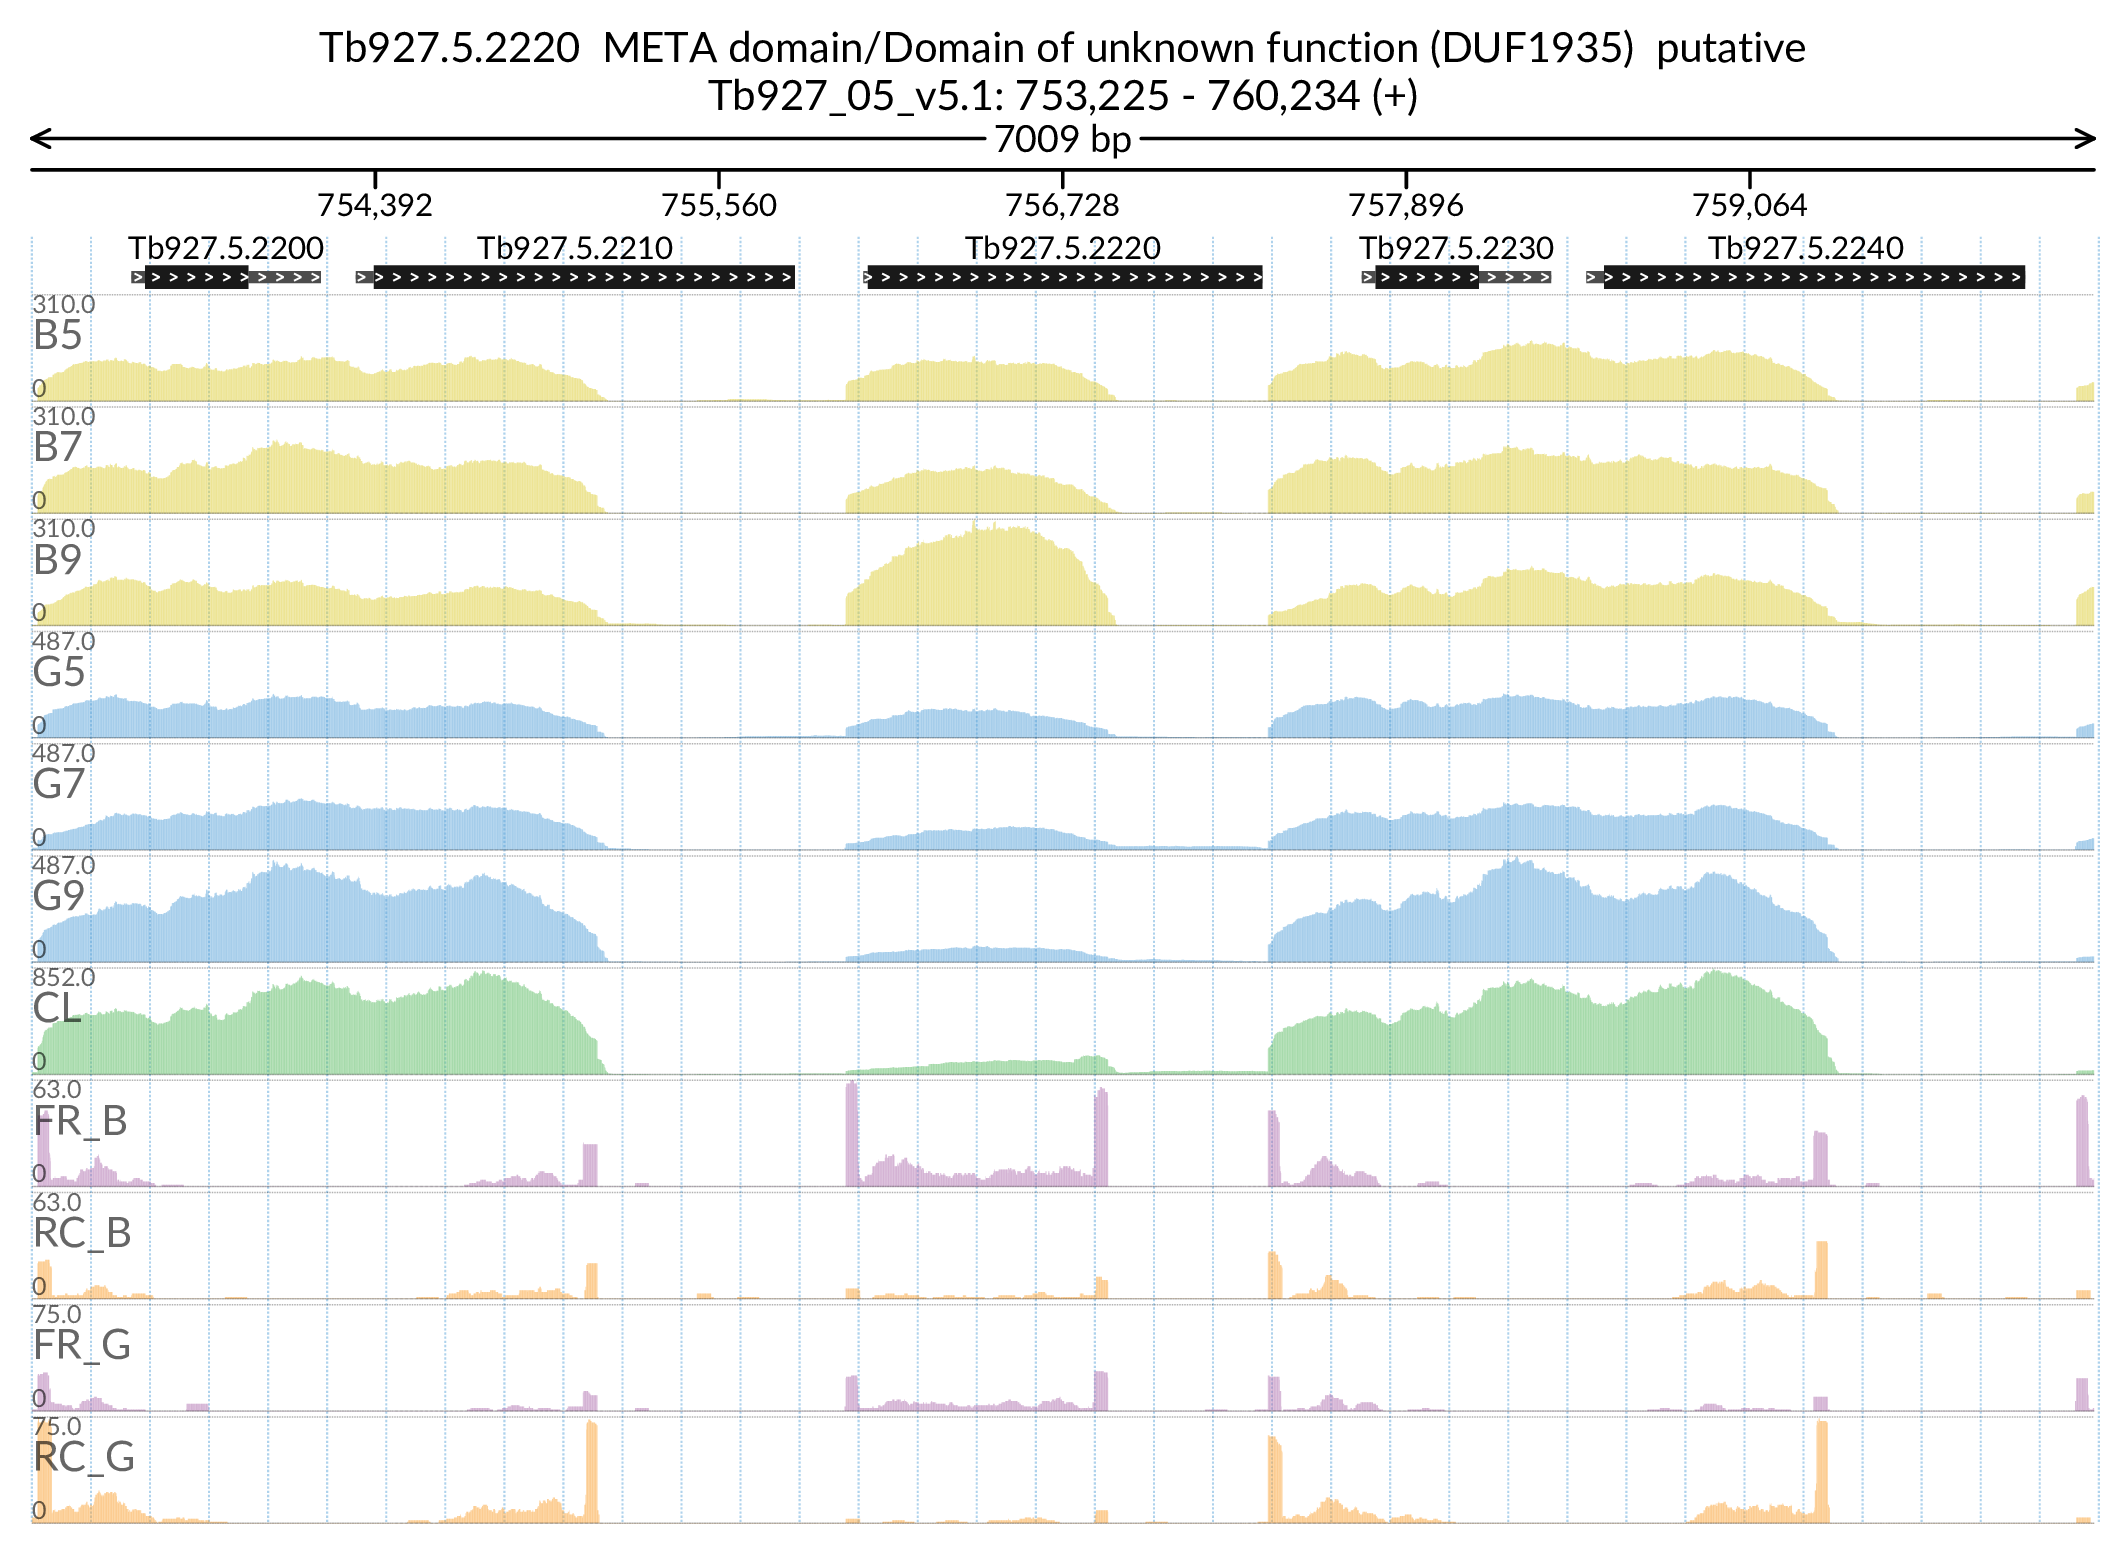 Tb927.5.2220  META domain/Domain of unknown function (DUF1935)  putative
Tb927_05_v5.1: 753,225 - 760,234 (+)
7009 bp
754,392 755,560 756,728 757,896 759,064
Tb927.5.2200 Tb927.5.2210 Tb927.5.2220 Tb927.5.2230 Tb927.5.2240
310.0
B5
0
310.0
B7
0
310.0
B9
0
487.0
G5
0
487.0
G7
0
487.0
G9
0
852.0
CL
0
63.0
FR_B
0
63.0
RC_B
0
75.0
FR_G
0
75.0
RC_G
0